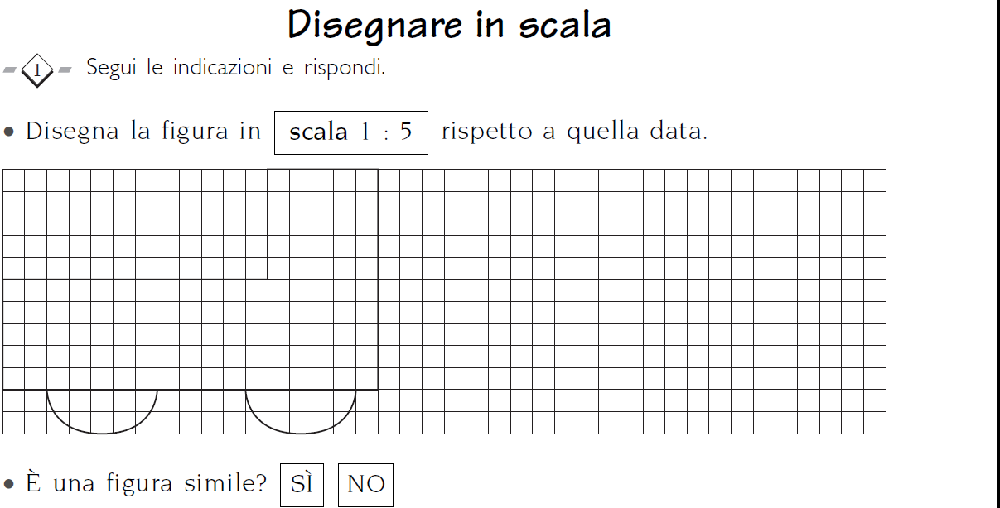 Disegnare in scala
1 Segui le indicazioni e rispondi.
• Disegna la figura in scala 1 : 5 rispetto a quella data.
• È una figura simile? SÌ NO